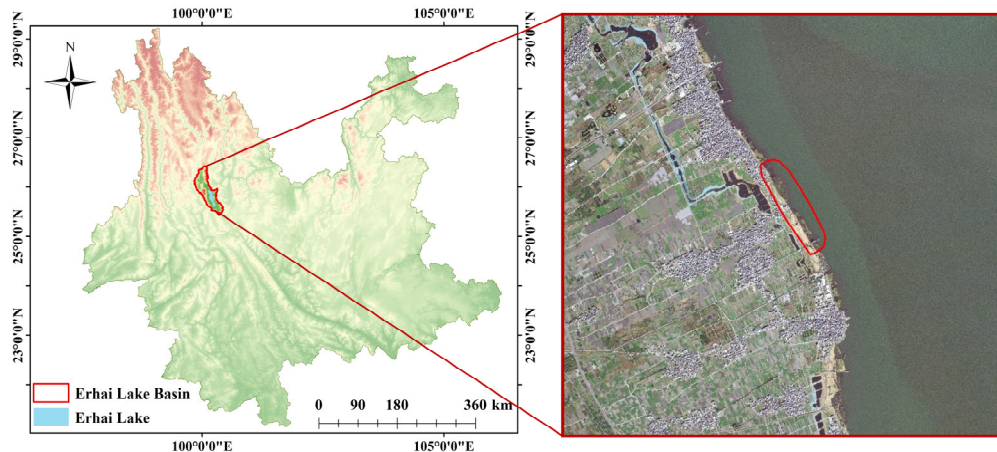 100°0'0"E
105°0'0"E
29°0'0"N
27°0'0"N
25°0'0"N
23°0'0"N
29°0'0"N
27°0'0"N
25°0'0"N
23°0'0"N
N
Erhai Lake Basin
Erhai Lake
0 90 180 360 km
100°0'0"E
105°0'0"E